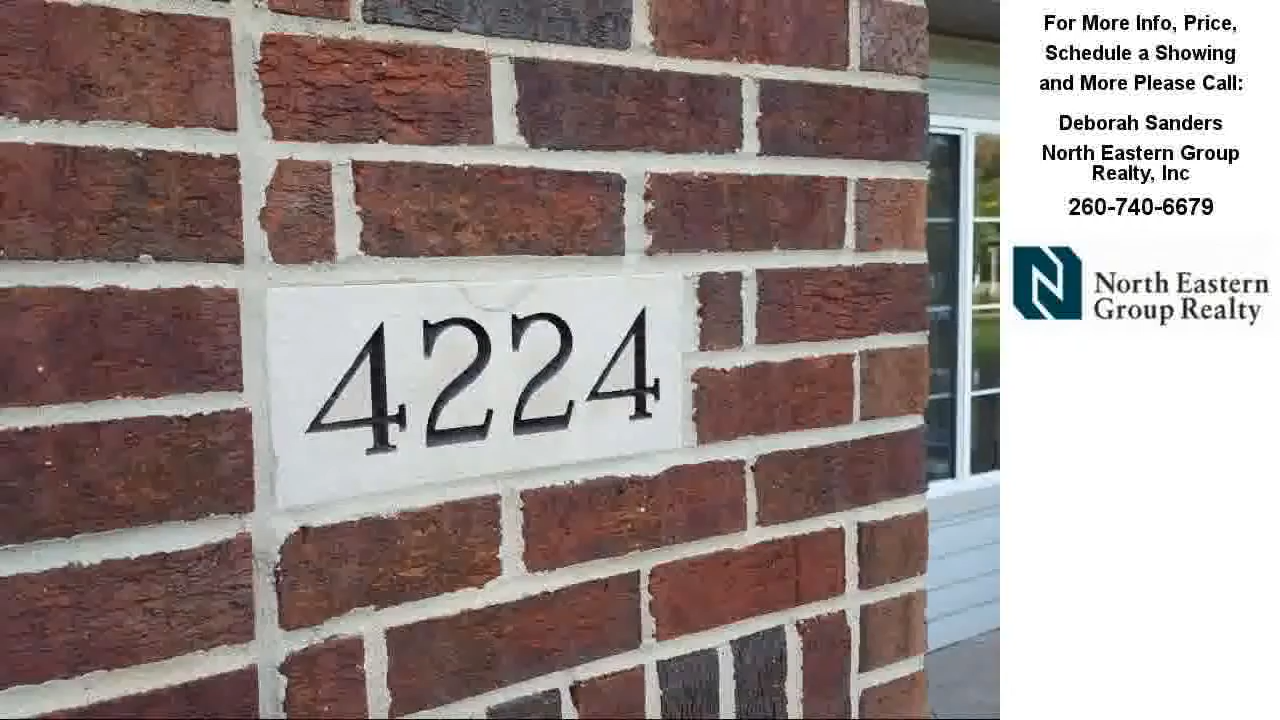 4224
For More Info, Price,
Schedule a Showing
and More Please Call:
Deborah Sanders
North Eastern Group
Realty, Inc
260-740-6679
North Eastern
Group Realty